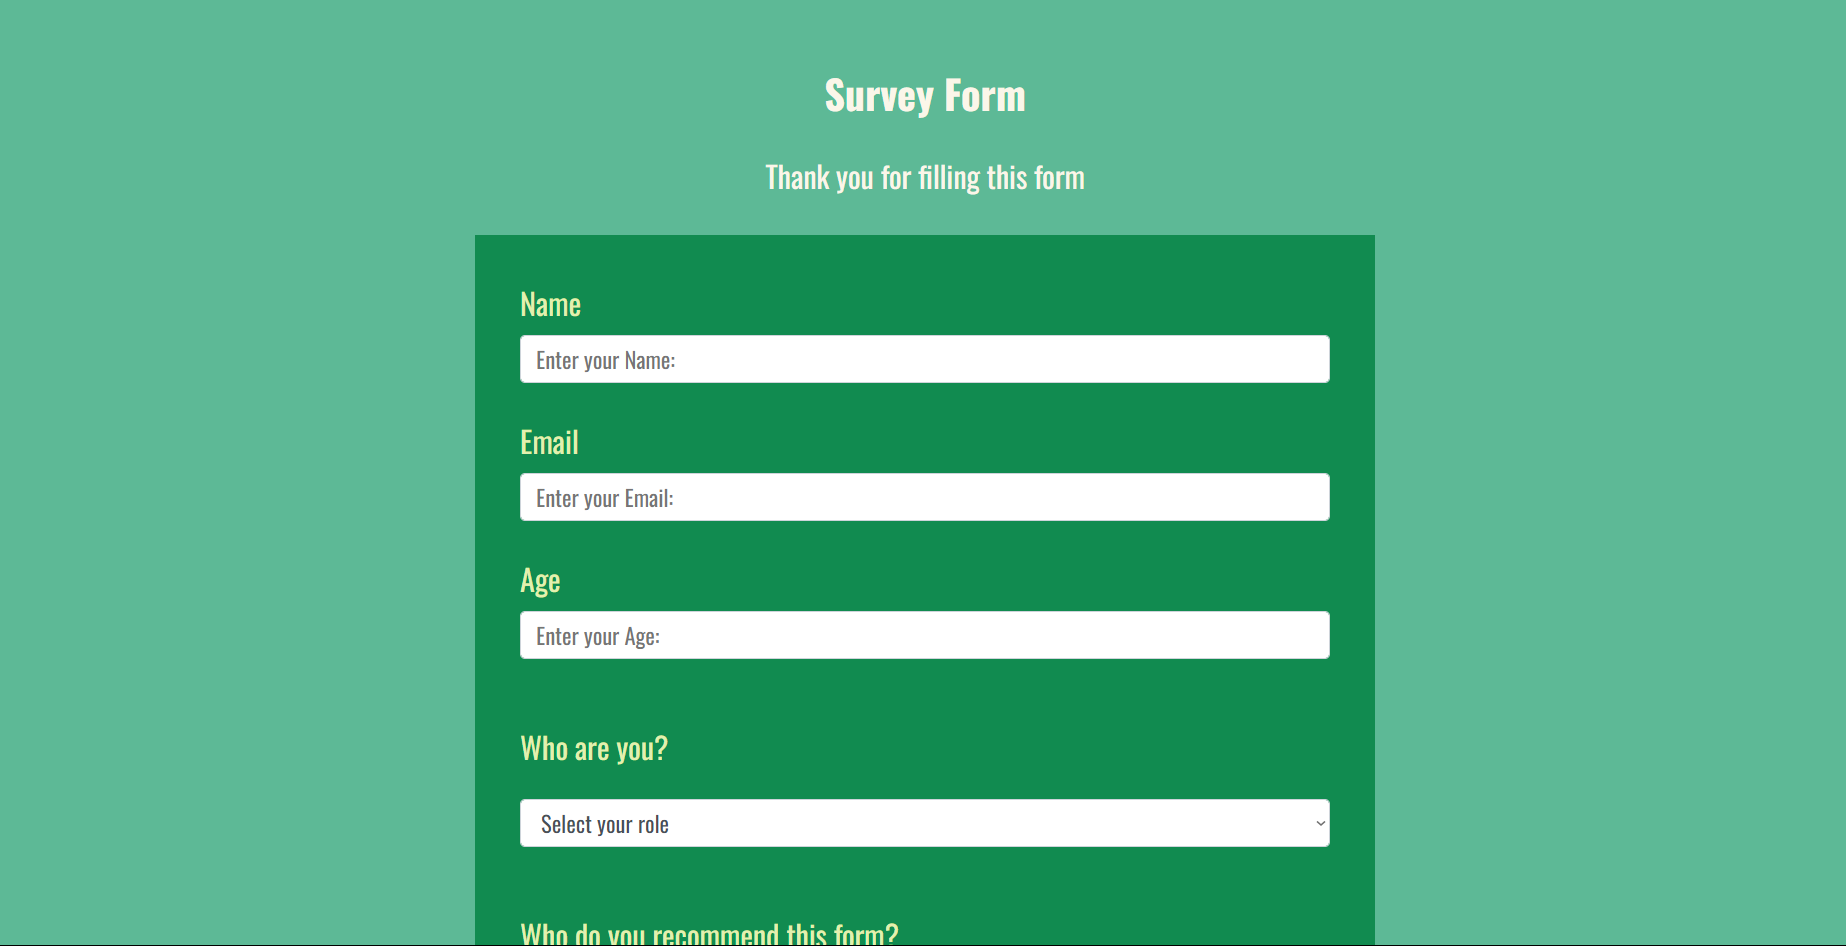 Survey Form
Thank you for filling this form
Name
Enter your Name:
Email
Enter your Email:
Age
Enter your Age:
Who are you?
Select your role
Who do you recommend this form?